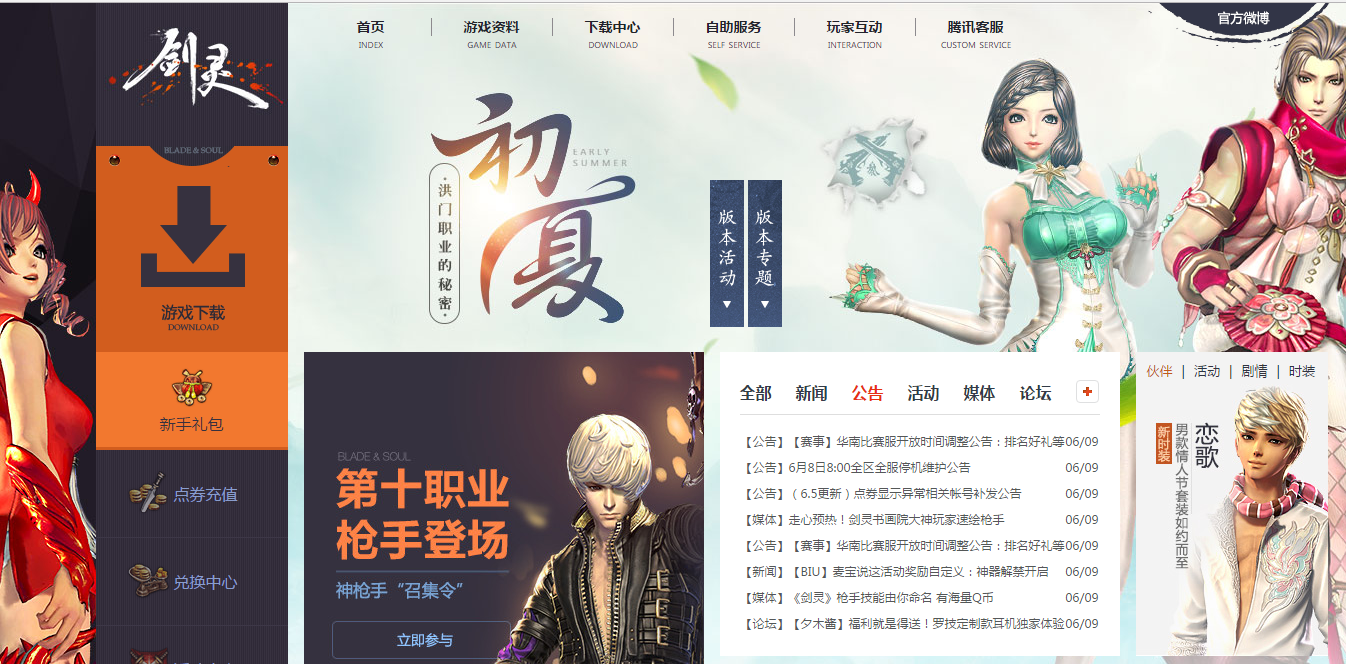 首页
INDEX
游戏资料
GAME DATA
下载中心
DOWNLOAD
自助服务
SELF SERVICE
玩家互动
INTERACTION
腾讯客服
CUSTOM SERVICE
官方微博
剑灵
BLADE & SOUL
游戏下载
DOWNLOAD
新手礼包
点券充值
兑换中心
初夏
EARLY
SUMMER
洪门职业的秘密
版本活动
版本专题
BLADE & SOUL
第十职业
枪手登场
神枪手“召集令”
立即参与
全部 新闻 公告 活动 媒体 论坛
【公告】【赛事】华南比赛服开放时间调整公告：排名好礼等06/09
【公告】6月8日8:00全区全服停机维护公告 06/09
【公告】（6.5更新）点券显示异常相关帐号补发公告 06/09
【媒体】走心预热！剑灵书画院大神玩家速绘枪手 06/09
【公告】【赛事】华南比赛服开放时间调整公告：排名好礼等06/09
【新闻】【BIU】麦宝说这活动奖励自定义：神器解禁开启 06/09
【媒体】《剑灵》枪手技能由你命名 有海量Q币 06/09
【论坛】【夕木酱】福利就是得送！罗技定制款耳机独家体验06/09
伙伴 | 活动 | 剧情 | 时装
恋歌
男款情人节套装如约而至
新时装